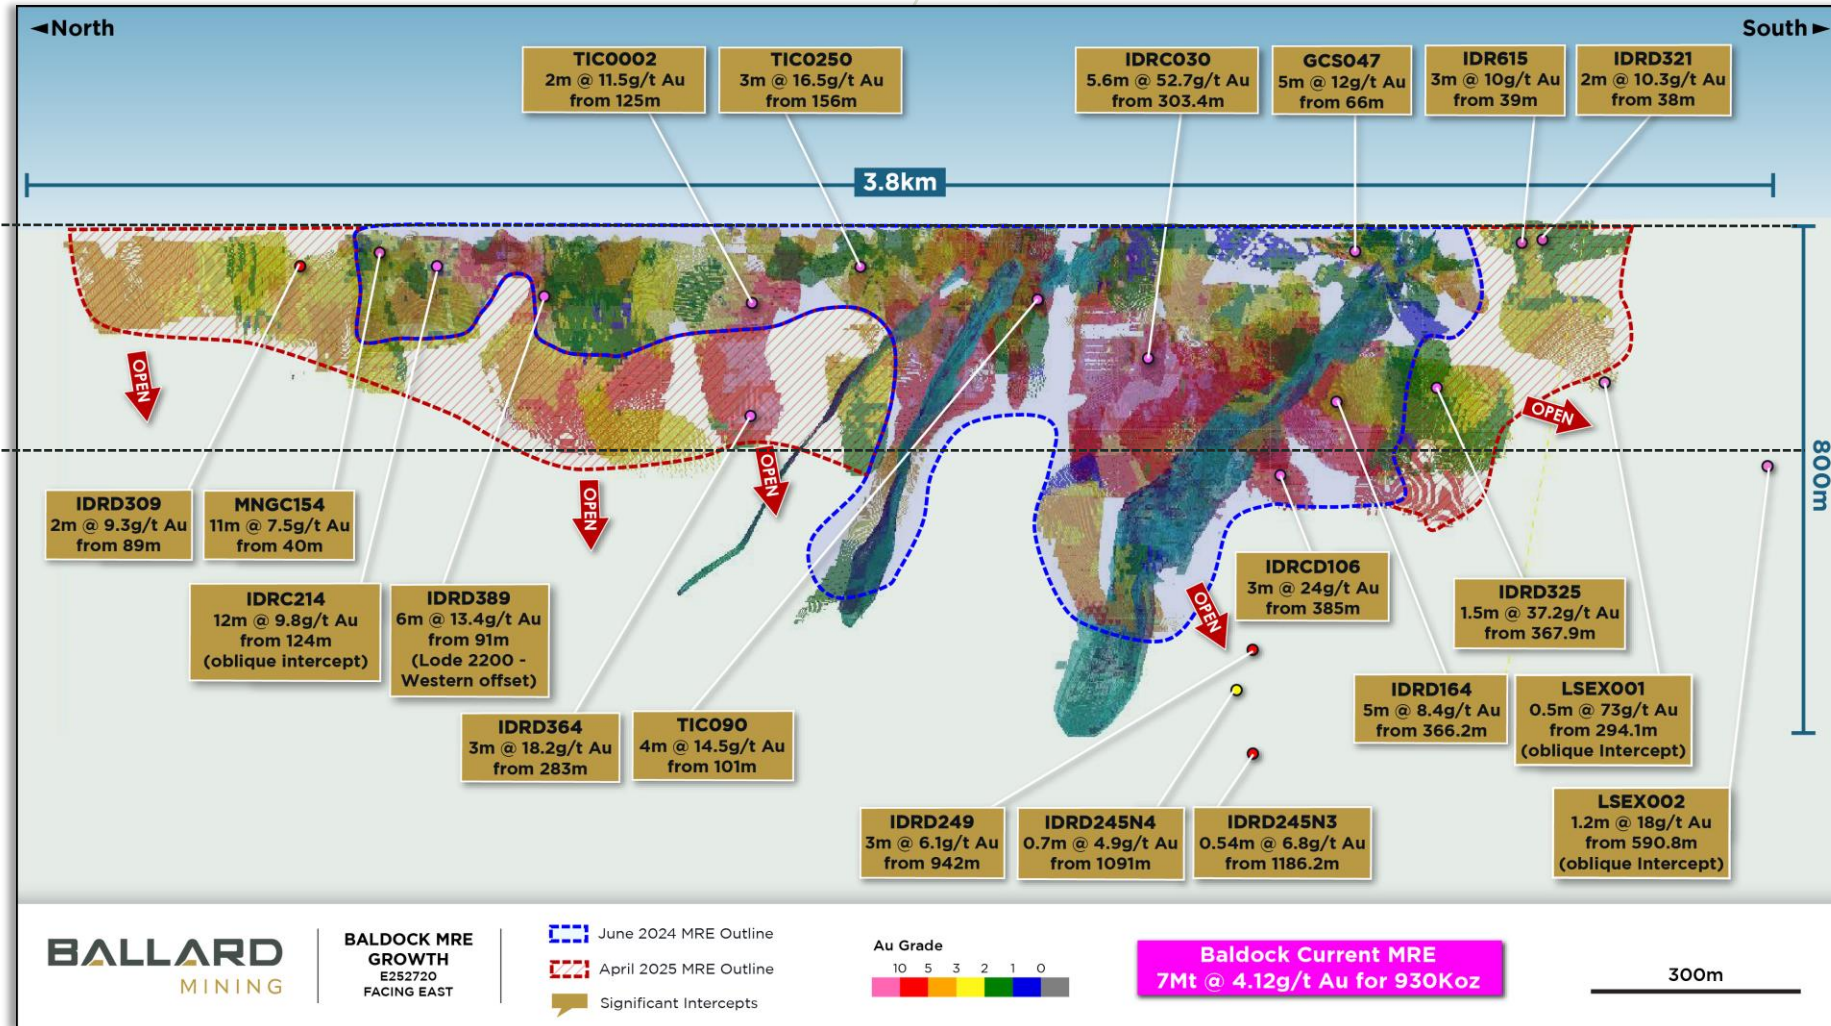 ◄North
South►
TIC0002
2m @ 11.5g/t Au
from 125m
TIC0250
3m @ 16.5g/t Au
from 156m
IDRC030
5.6m @ 52.7g/t Au
from 303.4m
GCS047
5m @ 12g/t Au
from 66m
IDR615
3m @ 10g/t Au
from 39m
IDRD321
2m @ 10.3g/t Au
from 38m
3.8km
OPEN
OPEN
OPEN
OPEN
OPEN
800m
IDRD309
2m @ 9.3g/t Au
from 89m
MNGC154
11m @ 7.5g/t Au
from 40m
IDRC214
12m @ 9.8g/t Au
from 124m
(oblique intercept)
IDRD389
6m @ 13.4g/t Au
from 91m
(Lode 2200 -
Western offset)
IDRD364
3m @ 18.2g/t Au
from 283m
TIC090
4m @ 14.5g/t Au
from 101m
IDRCD106
3m @ 24g/t Au
from 385m
IDRD325
1.5m @ 37.2g/t Au
from 367.9m
IDRD164
5m @ 8.4g/t Au
from 366.2m
LSEX001
0.5m @ 73g/t Au
from 294.1m
(oblique Intercept)
IDRD249
3m @ 6.1g/t Au
from 942m
IDRD245N4
0.7m @ 4.9g/t Au
from 1091m
IDRD245N3
0.54m @ 6.8g/t Au
from 1186.2m
LSEX002
1.2m @ 18g/t Au
from 590.8m
(oblique Intercept)
BALLARD
MINING
BALDOCK MRE
GROWTH
E252720
FACING EAST
June 2024 MRE Outline
April 2025 MRE Outline
Significant Intercepts
Au Grade
10 5 3 2 1 0
Baldock Current MRE
7Mt @ 4.12g/t Au for 930Koz
300m